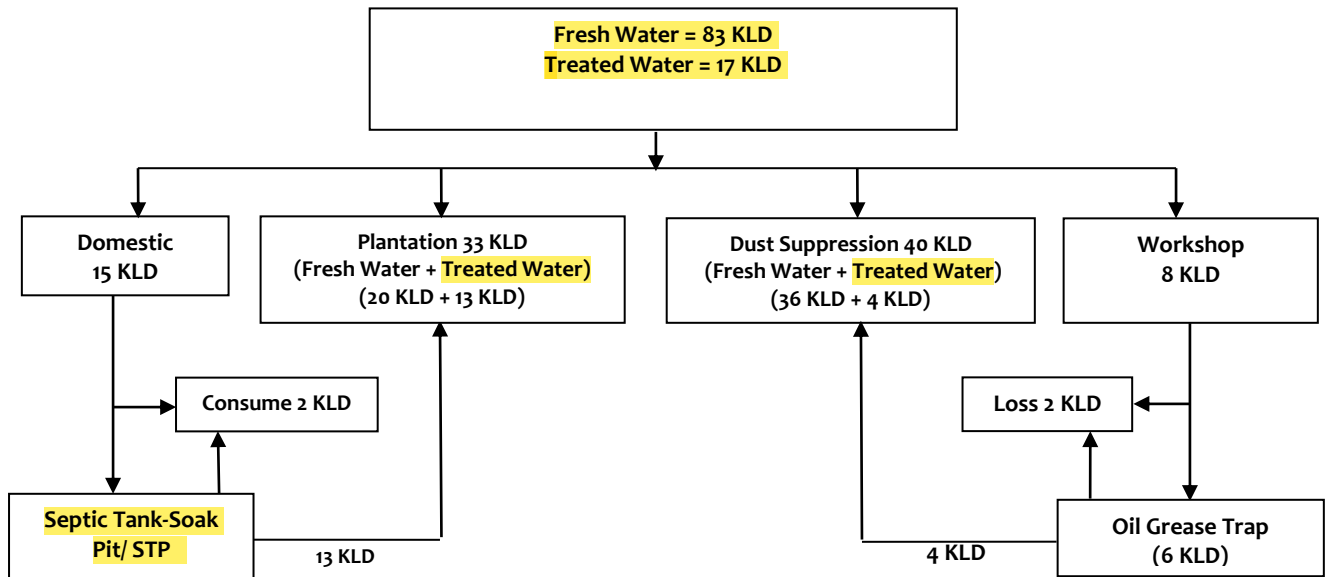 Fresh Water = 83 KLD
Treated Water = 17 KLD
Domestic
15 KLD
Plantation 33 KLD
(Fresh Water + Treated Water)
(20 KLD + 13 KLD)
Dust Suppression 40 KLD
(Fresh Water + Treated Water)
(36 KLD + 4 KLD)
Workshop
8 KLD
Consume 2 KLD
Loss 2 KLD
Septic Tank-Soak
Pit/ STP
13 KLD
4 KLD
Oil Grease Trap
(6 KLD)